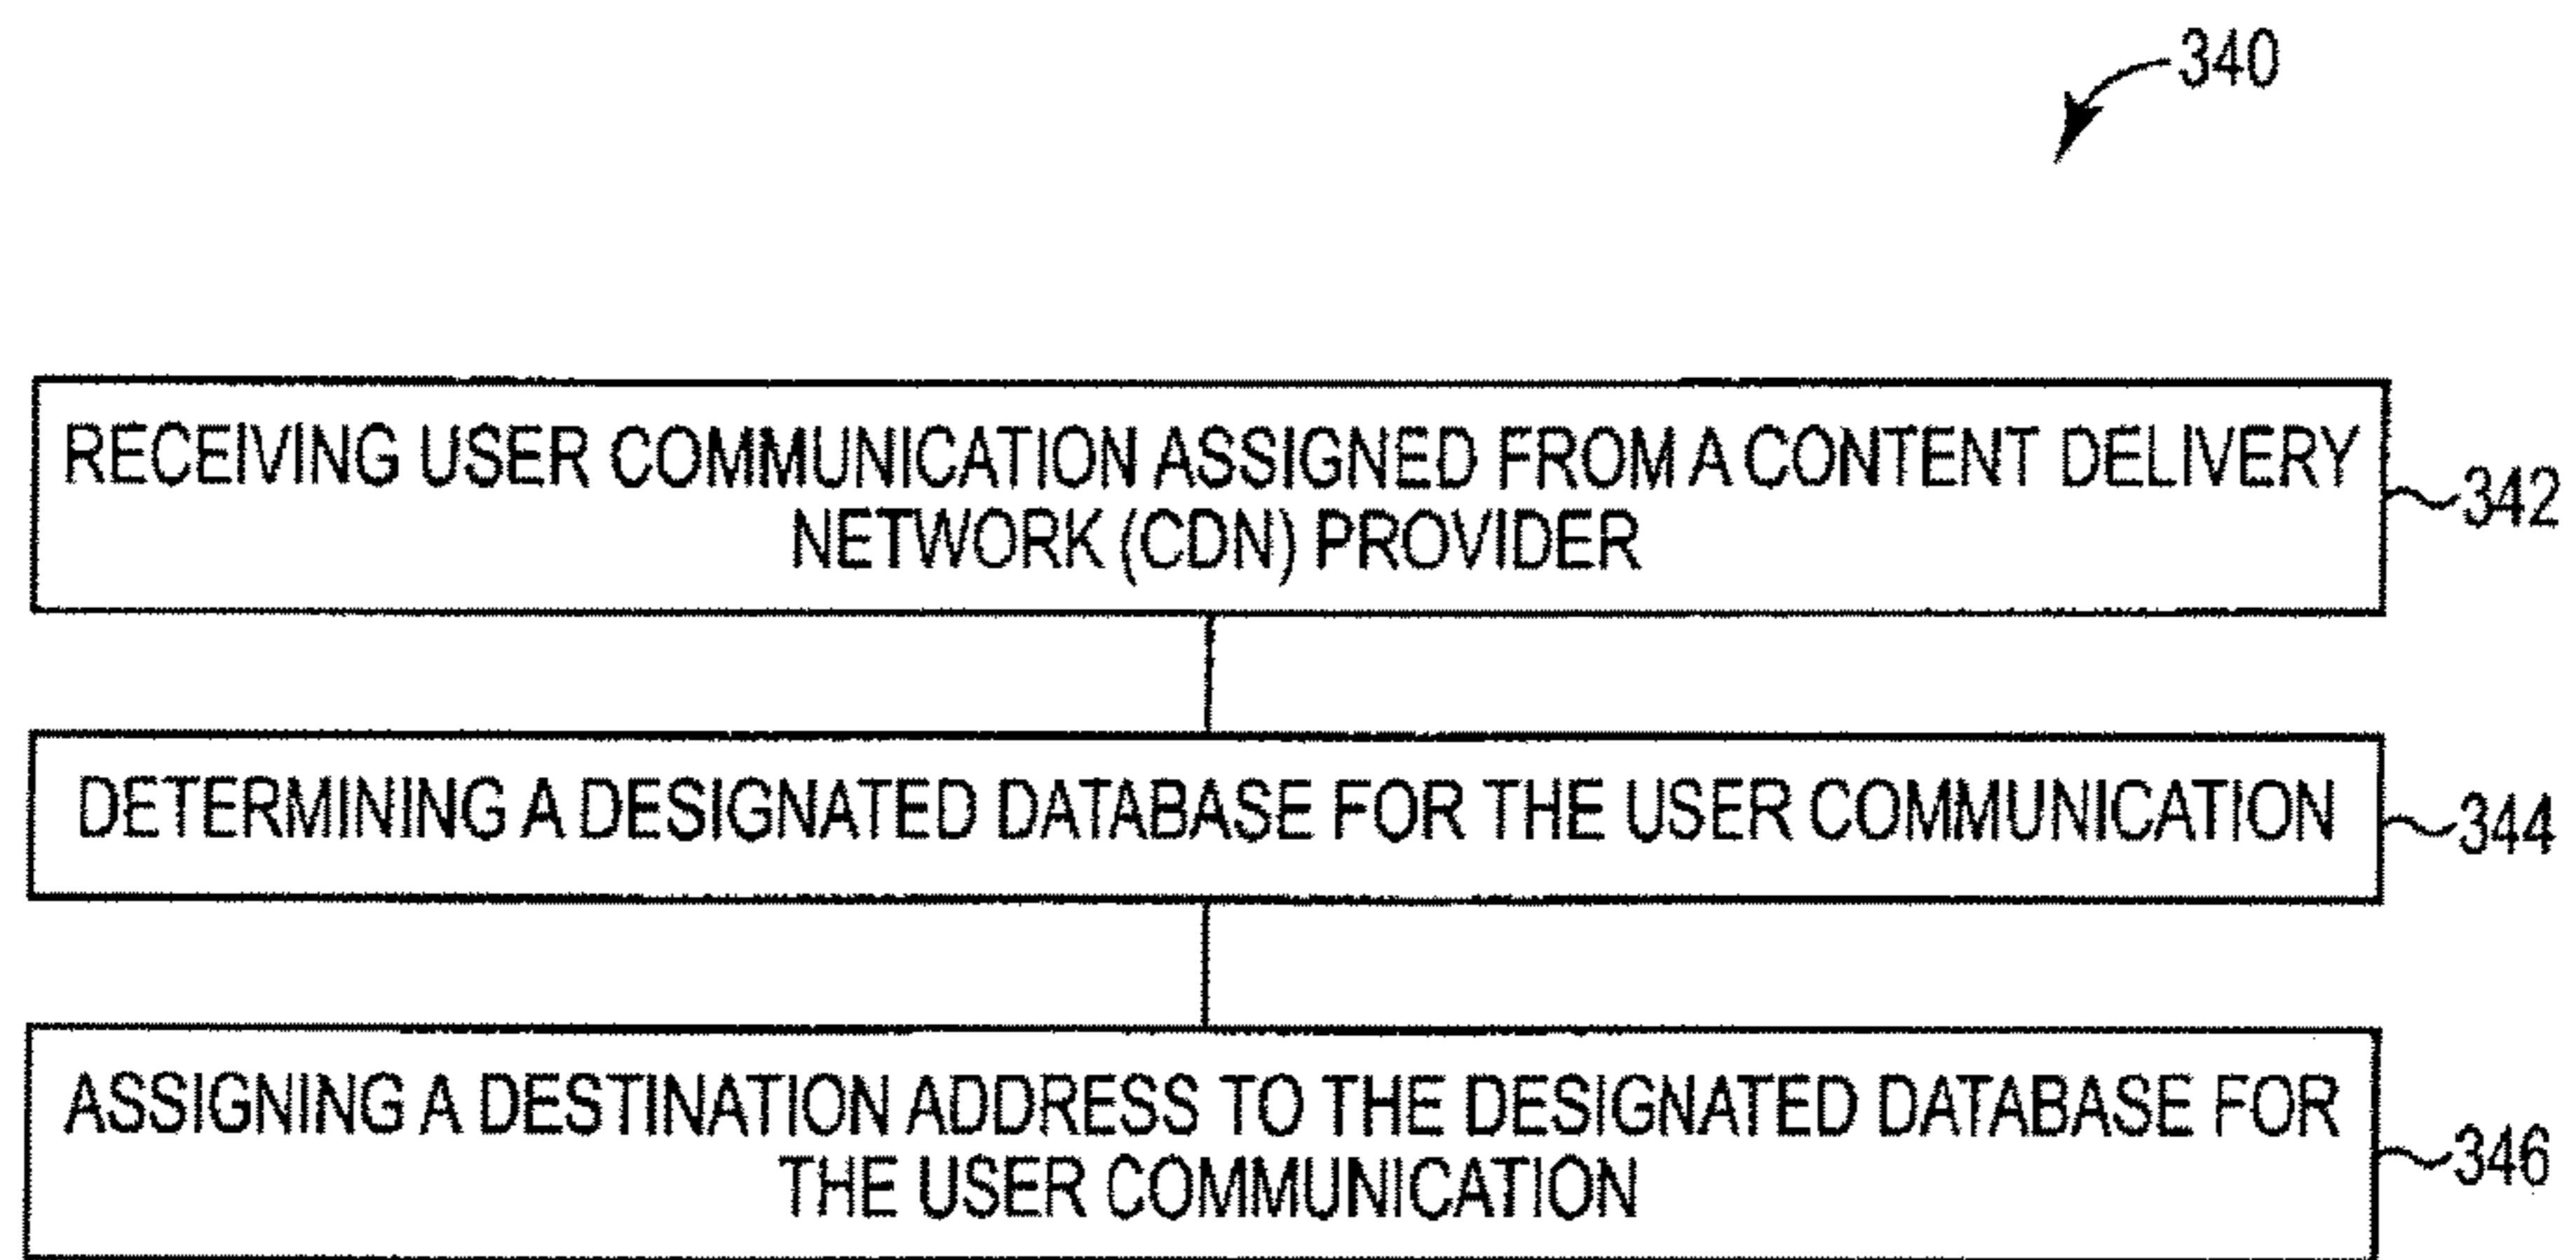 340
RECEIVING USER COMMUNICATION ASSIGNED FROM A CONTENT DELIVERY
NETWORK (CDN) PROVIDER
342
DETERMINING A DESIGNATED DATABASE FOR THE USER COMMUNICATION
344
ASSIGNING A DESTINATION ADDRESS TO THE DESIGNATED DATABASE FOR
THE USER COMMUNICATION
346